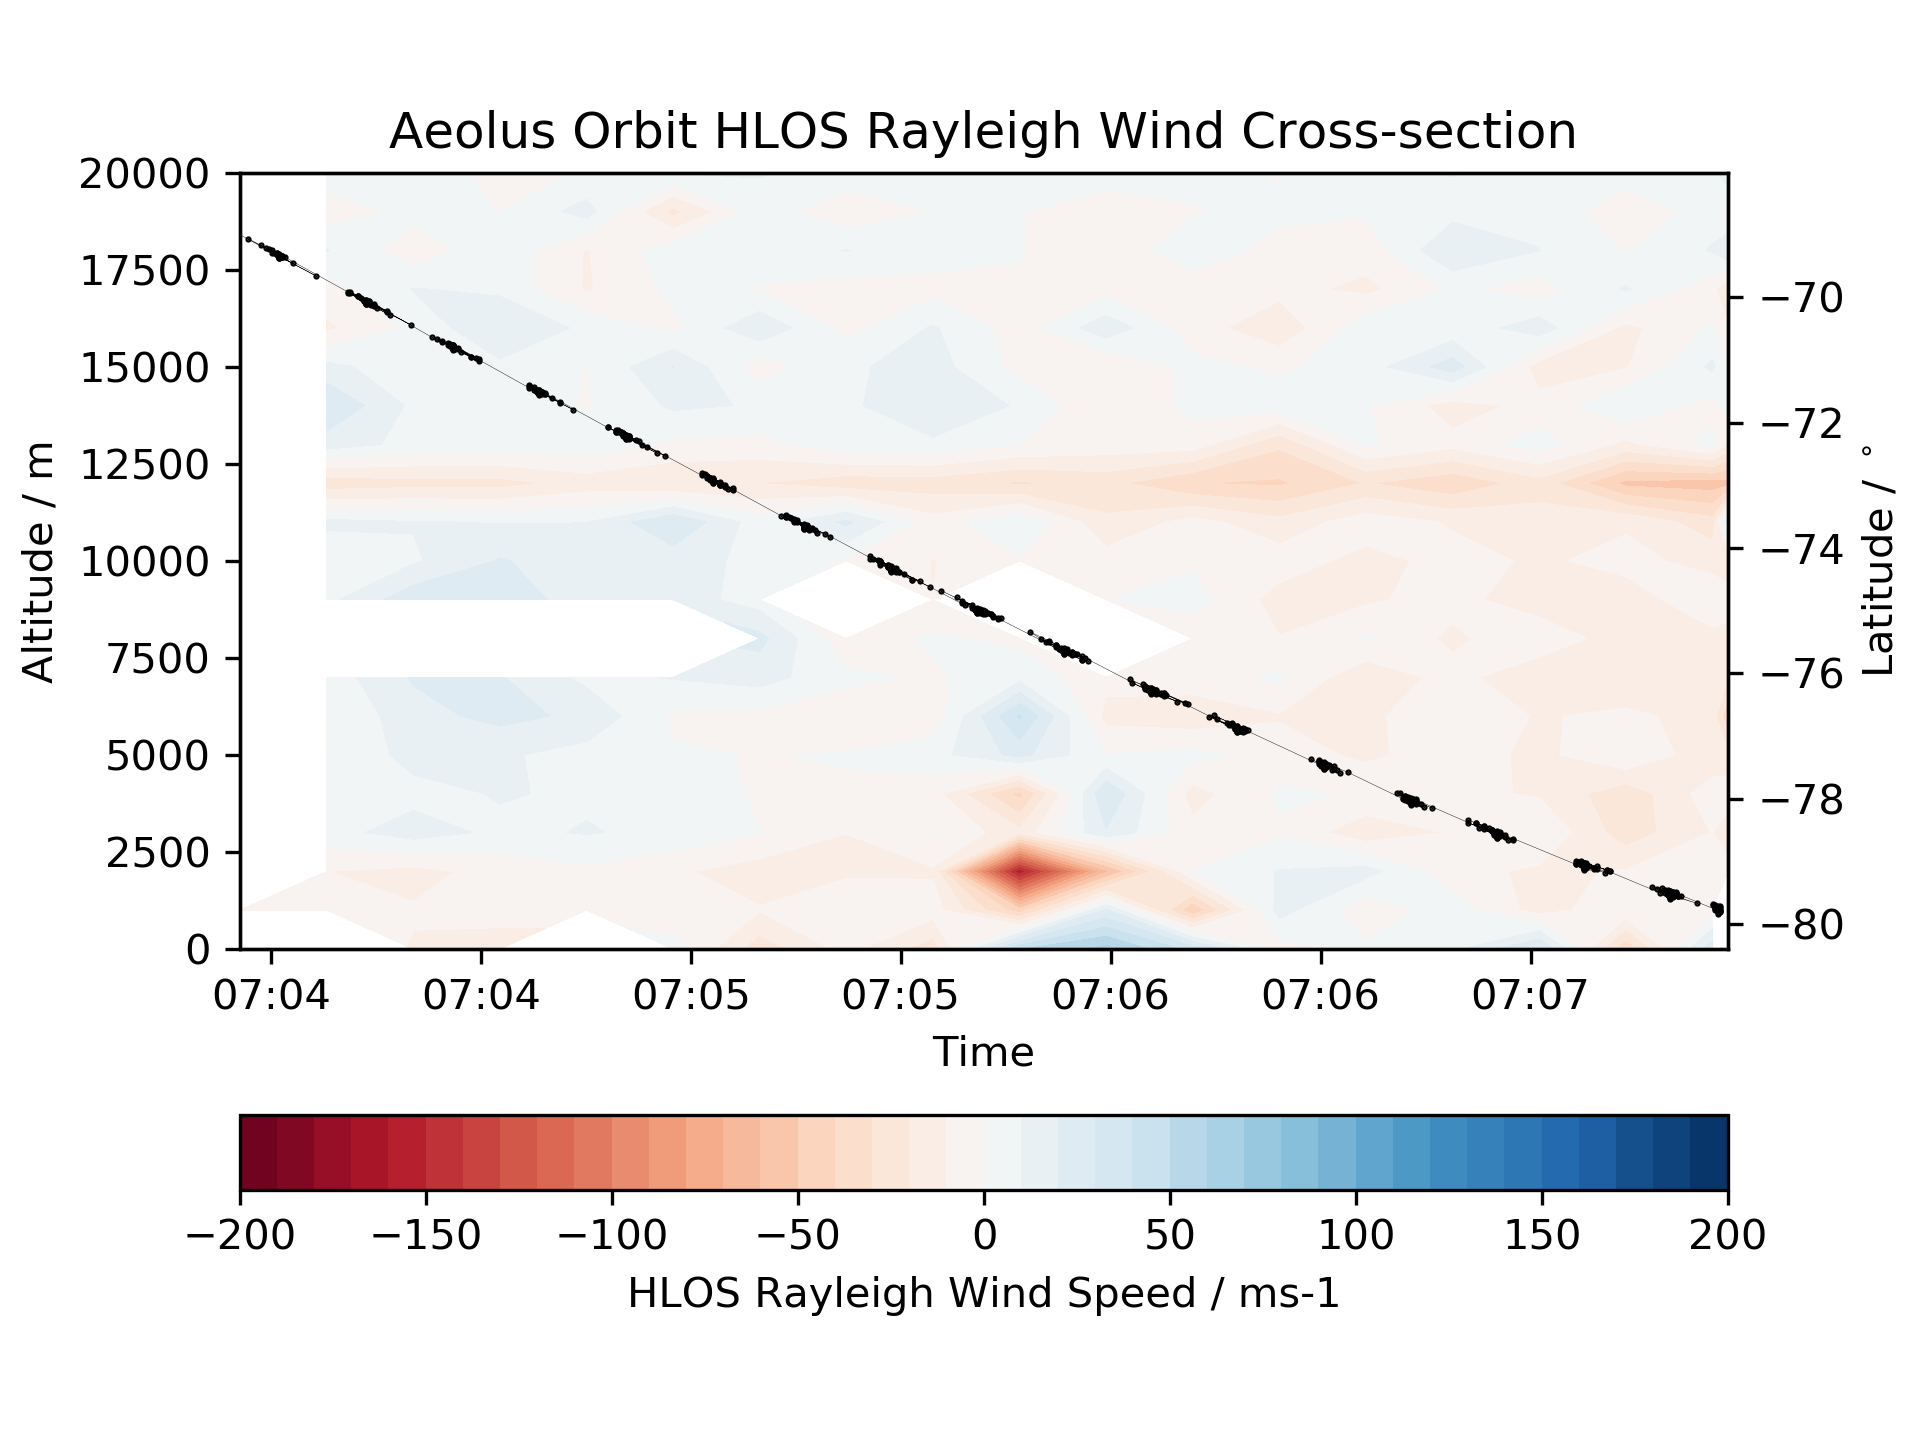 Aeolus Orbit HLOS Rayleigh Wind Cross-section
20000
17500
15000
12500
10000
7500
5000
2500
0
Altitude / m
−70
−72
−74
−76
−78
−80
Latitude / °
07:04 07:04 07:05 07:05 07:06 07:06 07:07
Time
−200 −150 −100 −50 0 50 100 150 200
HLOS Rayleigh Wind Speed / ms-1